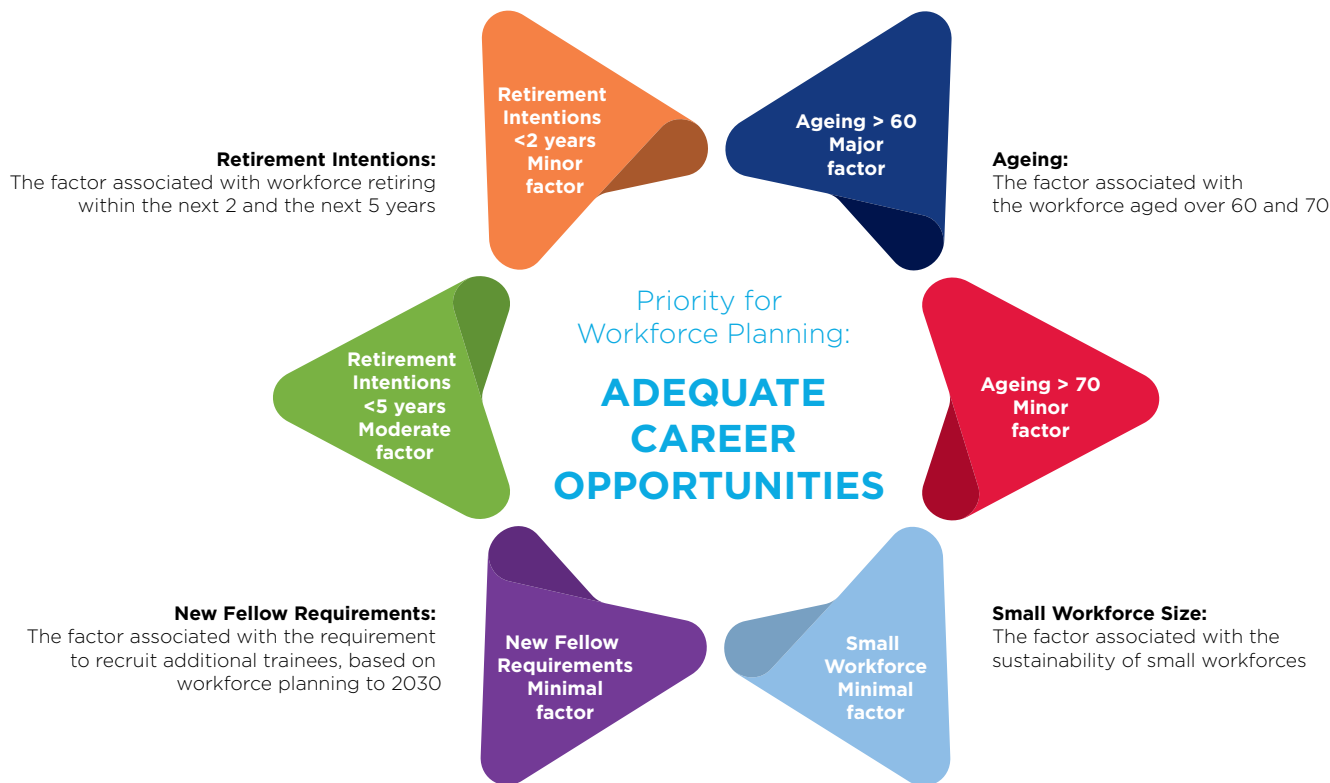 Retirement
Intentions
<2 years
Minor
factor
Ageing > 60
Major
factor
Retirement Intentions:
The factor associated with workforce retiring
within the next 2 and the next 5 years
Ageing:
The factor associated with
the workforce aged over 60 and 70
Priority for
Workforce Planning:
ADEQUATE
CAREER
OPPORTUNITIES
Retirement
Intentions
<5 years
Moderate
factor
Ageing > 70
Minor
factor
New Fellow Requirements:
The factor associated with the requirement
to recruit additional trainees, based on
workforce planning to 2030
New Fellow
Requirements
Minimal
factor
Small
Workforce
Minimal
factor
Small Workforce Size:
The factor associated with the
sustainability of small workforces